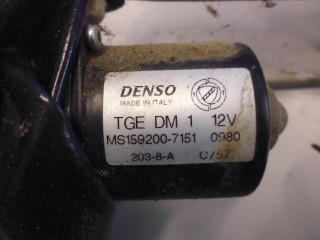 DENSO
MADE IN ITALY
TGE DM 1 12V
MS159200-7151 0980
203-8-A C757